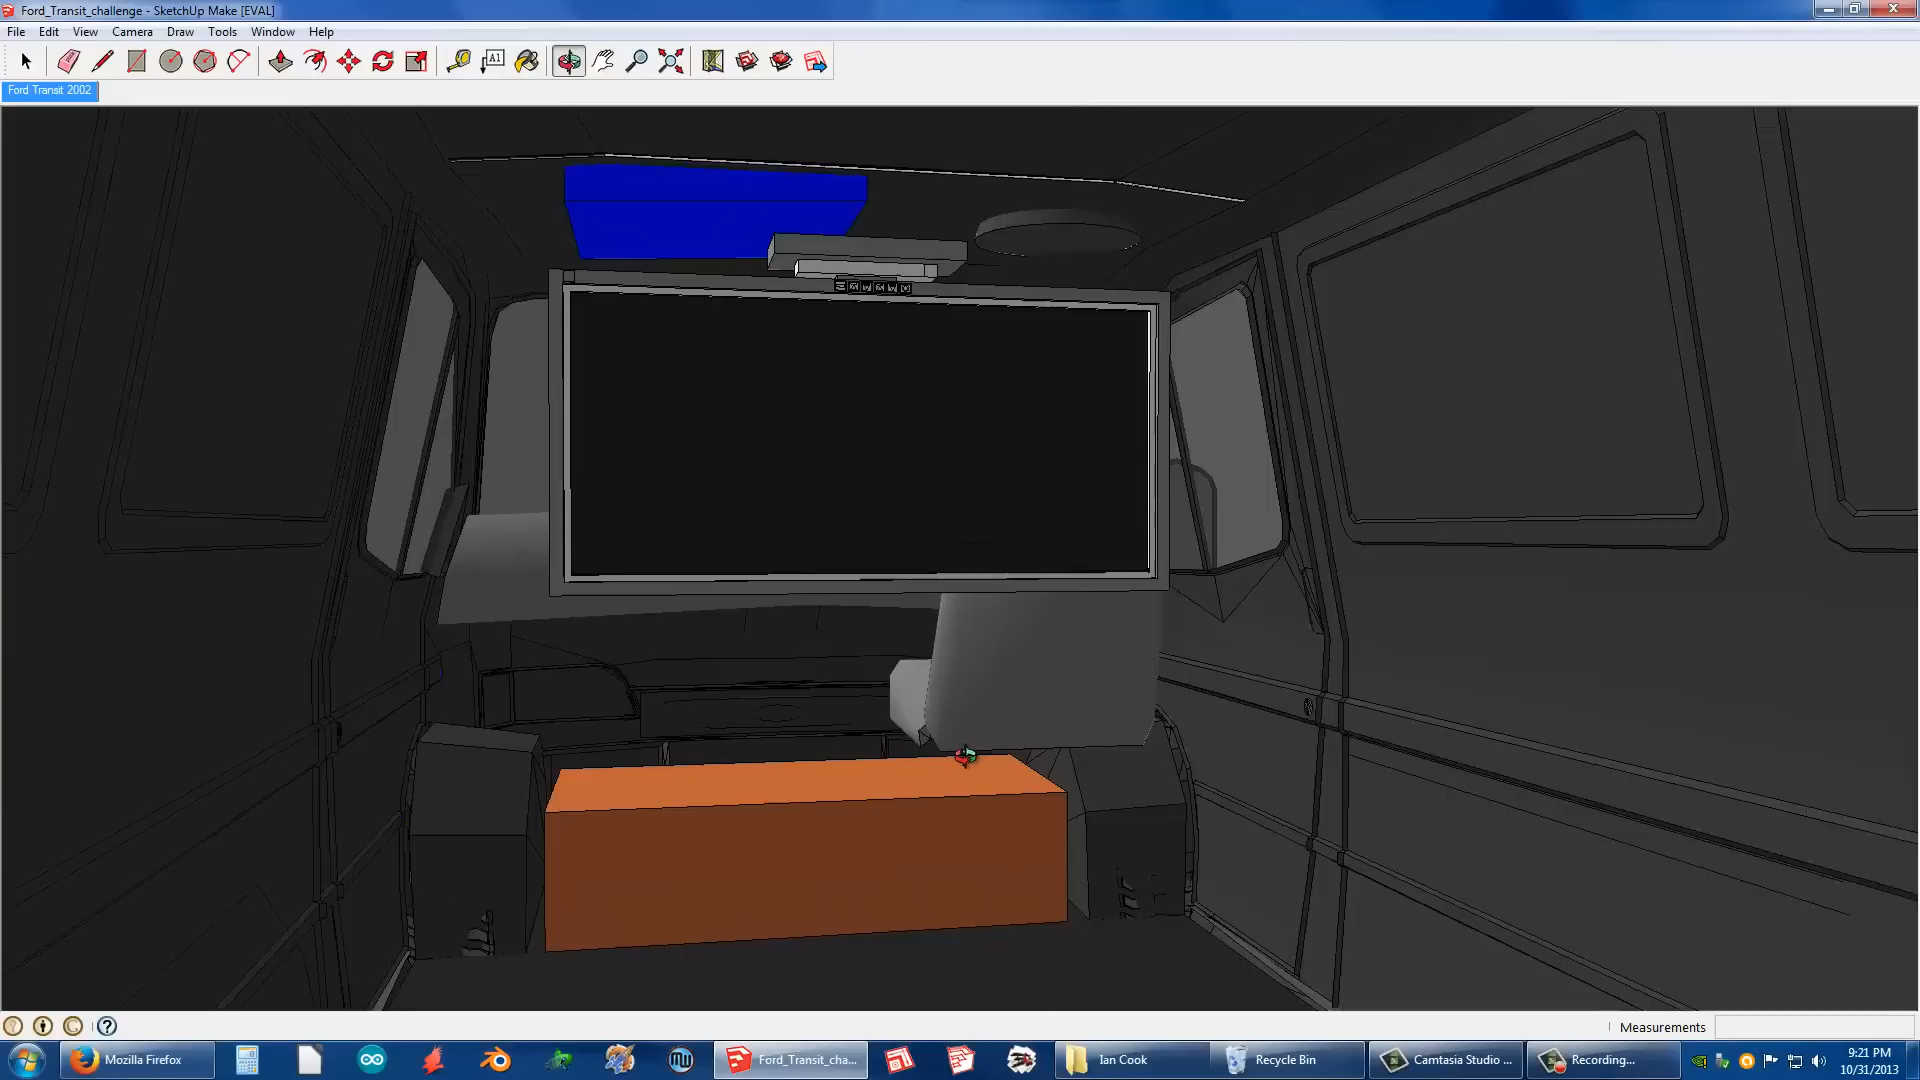 Ford_Transit_challenge - SketchUp Make [EVAL]
File Edit View Camera Draw Tools Window Help
A1
Ford Transit 2002
Measurements
Mozilla Firefox
Ford_Transit_cha...
Ian Cook
Recycle Bin
Camtasia Studio ...
Recording...
9:21 PM
10/31/2013